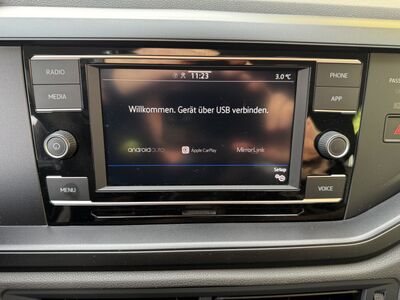 RADIO
MEDIA
MENU
11:23
3.0 °C
Willkommen. Gerät über USB verbinden.
androidauto
Apple CarPlay
MirrorLink
Setup
PHONE
APP
VOICE